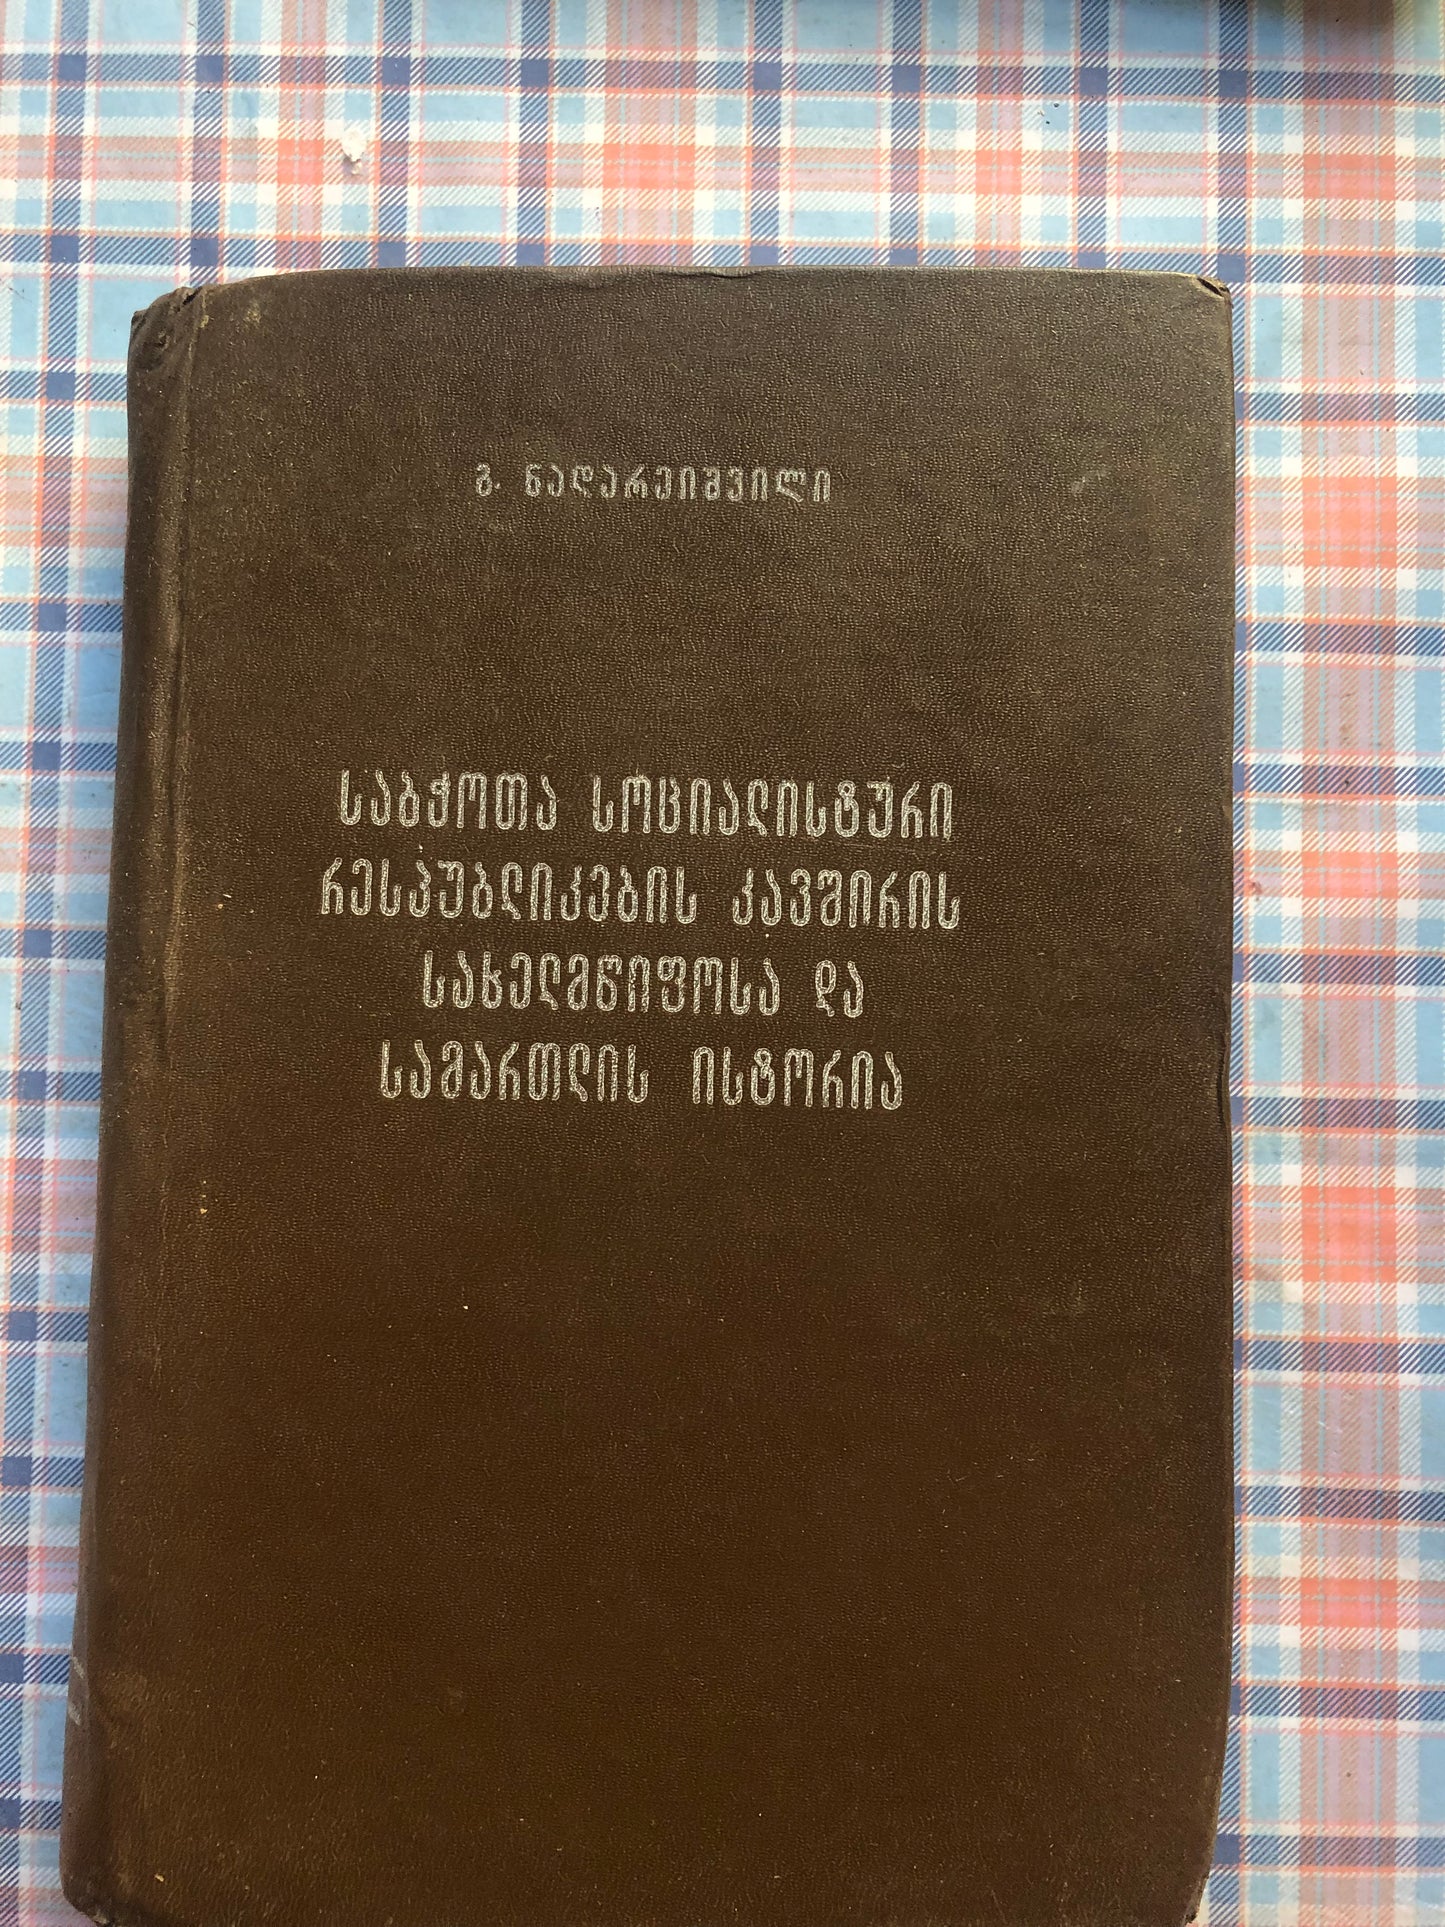 გ. ნადარეიშვილი
საბჭოთა სოციალისტური
რესპუბლიკების კავშირის
სახელმწიფოსა და
სამართლის ისტორია